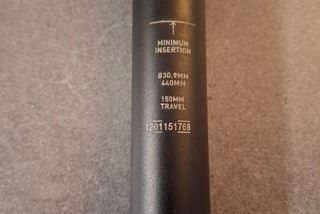 MINIMUM
INSERTION
Ø30.9MM
440MM
150MM
TRAVEL
1201151768